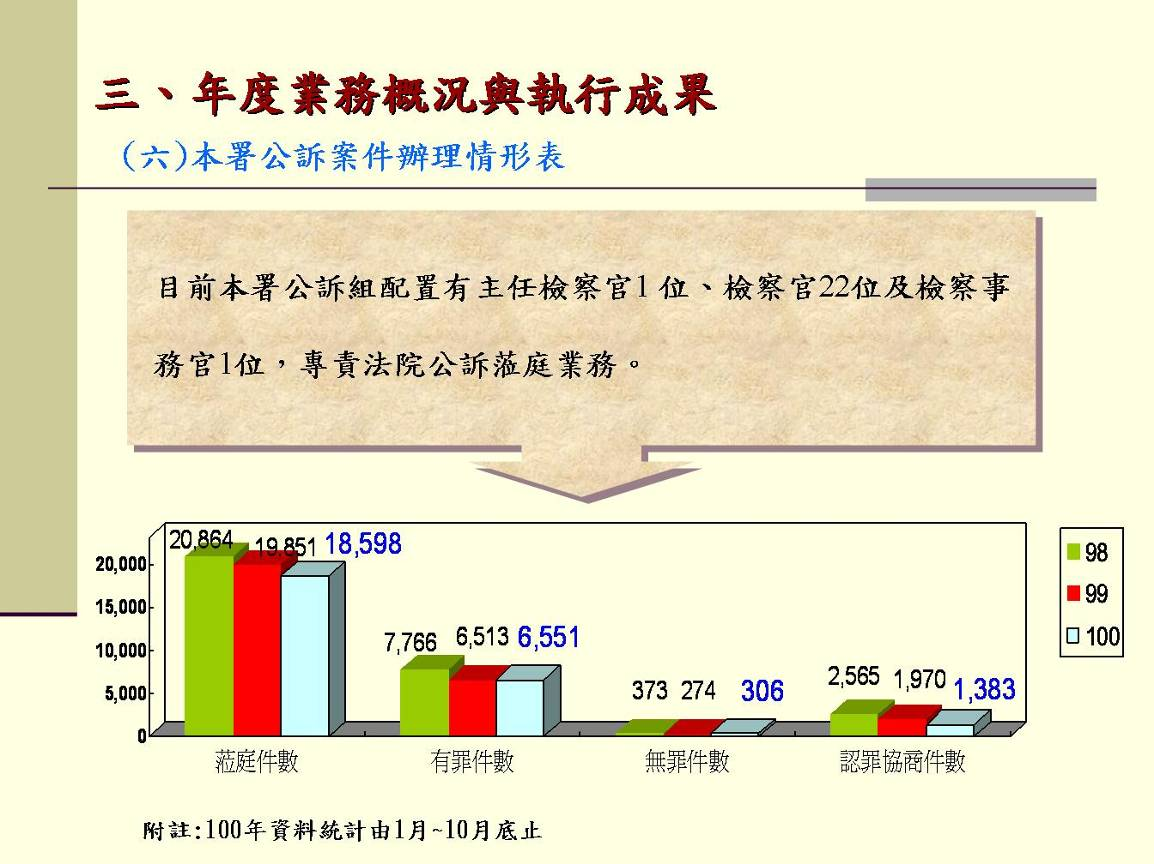 三、年度業務概況與執行成果
(六)本署公訴案件辦理情形表
目前本署公訴組配置有主任檢察官1 位、檢察官22位及檢察事
務官1位，專責法院公訴蒞庭業務。
20,864 19,851 18,598
7,766 6,513 6,551
373 274 306
2,565 1,970 1,383
20,000
15,000
10,000
5,000
0
蒞庭件數 有罪件數 無罪件數 認罪協商件數
98
99
100
附註:100年資料統計由1月~10月底止